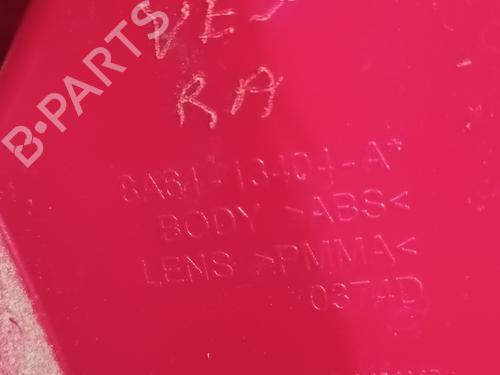 B-PARTS
RA
8A61-13404-A*
BODY >ABS<
LENS >PMMA<
0374D